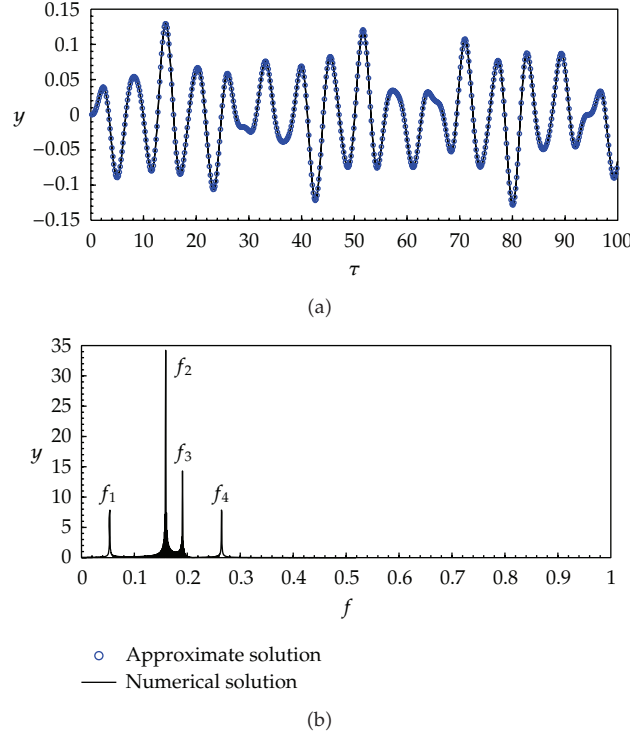 0.15
0.1
0.05
y
0
−0.05
−0.1
−0.15
0 10 20 30 40 50 60 70 80 90 100
τ
(a)
35
30
f2
25
20
y
f3
15
f1
f4
10
5
0
0 0.1 0.2 0.3 0.4 0.5 0.6 0.7 0.8 0.9 1
f
Approximate solution
Numerical solution
(b)